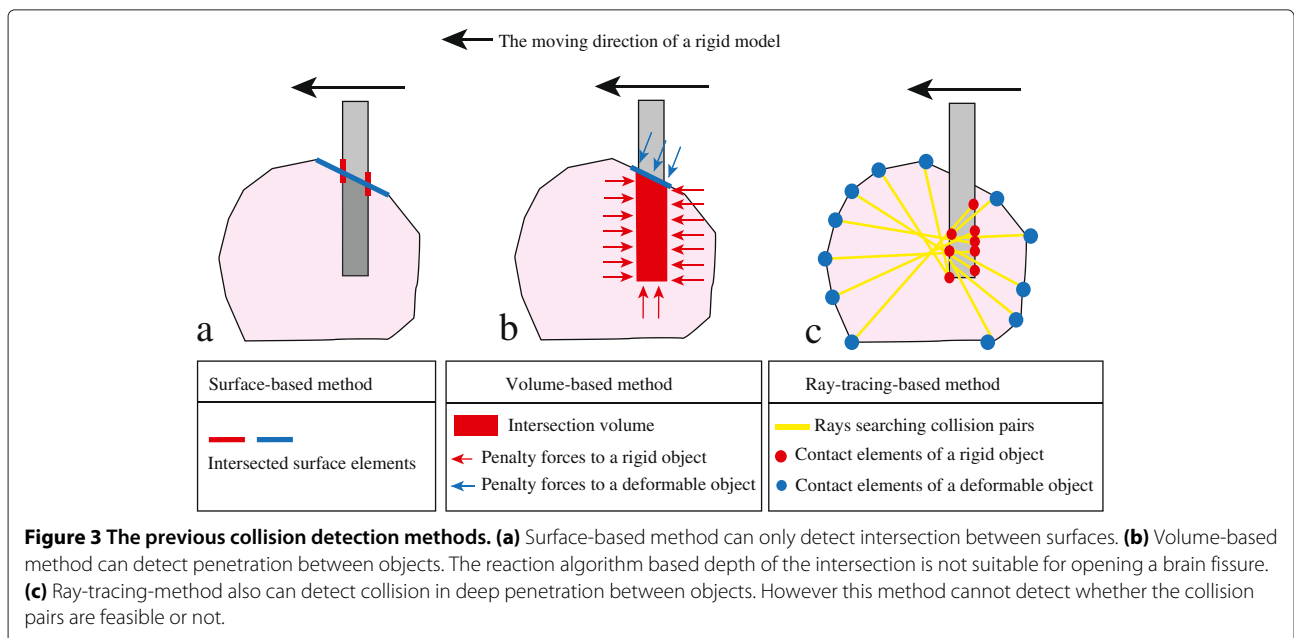 The moving direction of a rigid model
a
b
c
Surface-based method
Intersected surface elements
Volume-based method
Intersection volume
Penalty forces to a rigid object
Penalty forces to a deformable object
Ray-tracing-based method
Rays searching collision pairs
Contact elements of a rigid object
Contact elements of a deformable object
Figure 3 The previous collision detection methods. (a) Surface-based method can only detect intersection between surfaces. (b) Volume-based
method can detect penetration between objects. The reaction algorithm based depth of the intersection is not suitable for opening a brain fissure.
(c) Ray-tracing-method also can detect collision in deep penetration between objects. However this method cannot detect whether the collision
pairs are feasible or not.